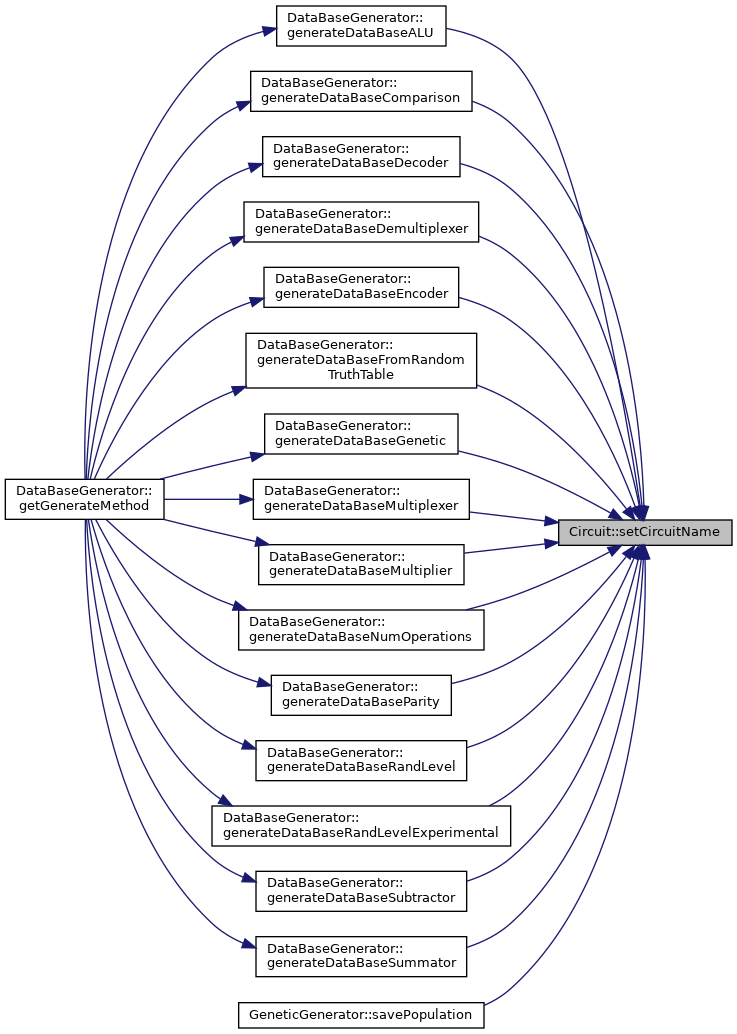 DataBaseGenerator::
generateDataBaseALU
DataBaseGenerator::
generateDataBaseComparison
DataBaseGenerator::
generateDataBaseDecoder
DataBaseGenerator::
generateDataBaseDemultiplexer
DataBaseGenerator::
generateDataBaseEncoder
DataBaseGenerator::
generateDataBaseFromRandom
TruthTable
DataBaseGenerator::
generateDataBaseGenetic
DataBaseGenerator::
getGenerateMethod
DataBaseGenerator::
generateDataBaseMultiplexer
Circuit::setCircuitName
DataBaseGenerator::
generateDataBaseMultiplier
DataBaseGenerator::
generateDataBaseNumOperations
DataBaseGenerator::
generateDataBaseParity
DataBaseGenerator::
generateDataBaseRandLevel
DataBaseGenerator::
generateDataBaseRandLevelExperimental
DataBaseGenerator::
generateDataBaseSubtractor
DataBaseGenerator::
generateDataBaseSummator
GeneticGenerator::savePopulation